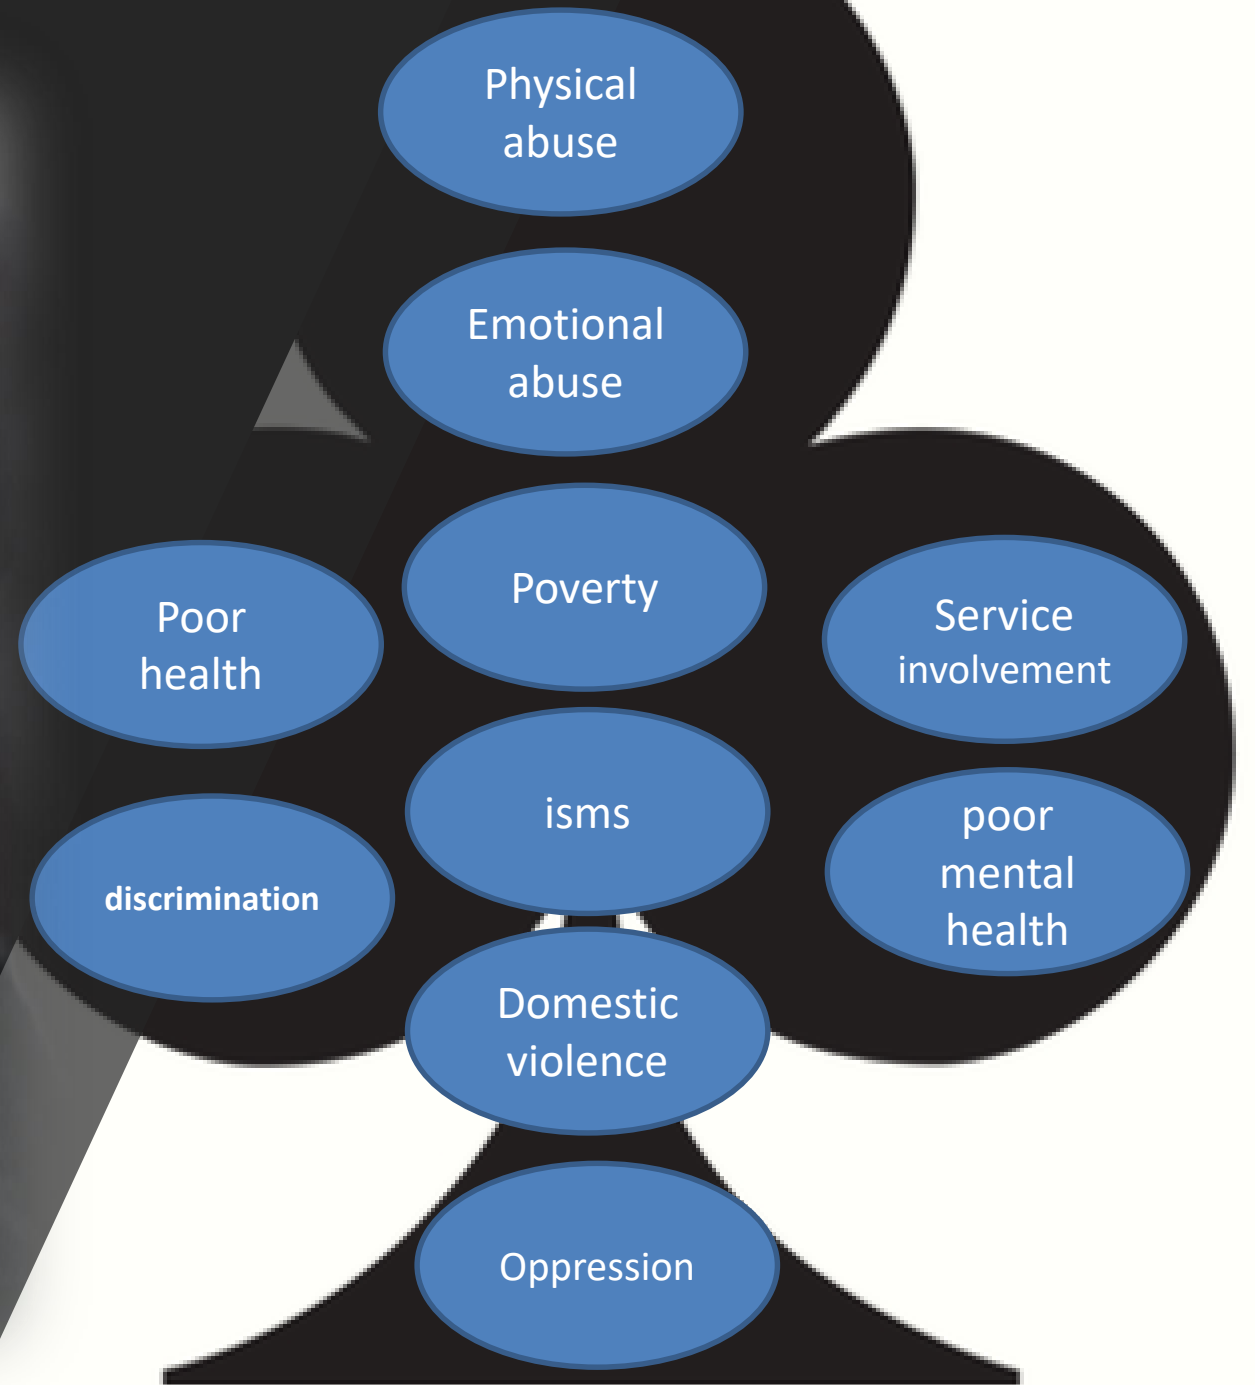 Physical
abuse
Emotional
abuse
Poverty
Poor
health
Service
involvement
isms
discrimination
poor
mental
health
Domestic
violence
Oppression